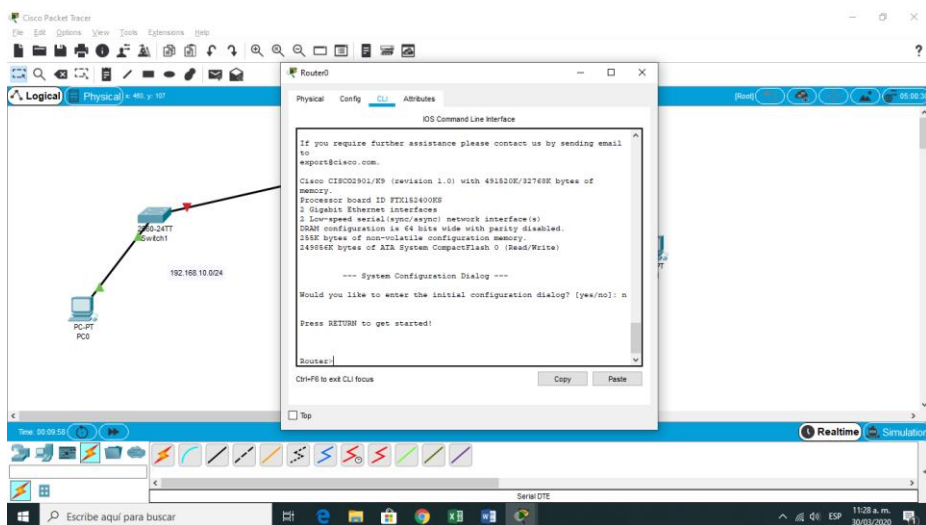 Cisco Packet Tracer
File Edit Options View Tools Extensions Help
?
Logical
Physical
x: 460, y: 107
[Root]
192.168.10.0/24
Switch1
PC-PT
PC0
Router0
Physical Config CLI Attributes
IOS Command Line Interface
If you require further assistance please contact us by sending email
to
export@cisco.com.
Cisco CISCO2901/K9 (revision 1.0) with 491520K/32768K bytes of
memory.
Processor board ID FTX152400KS
2 Gigabit Ethernet interfaces
2 Low-speed serial(sync/async) network interface(s)
DRAM configuration is 64 bits wide with parity disabled.
255K bytes of non-volatile configuration memory.
249856K bytes of ATA System CompactFlash 0 (Read/Write)
--- System Configuration Dialog ---
Would you like to enter the initial configuration dialog? [yes/no]: n
Press RETURN to get started!
Router>
Ctrl+F6 to exit CLI focus
Copy
Paste
Top
Time: 00:09:58
Realtime
Simulation
Serial DTE
Escribe aquí para buscar
ESP
11:28 a. m.
30/03/2020